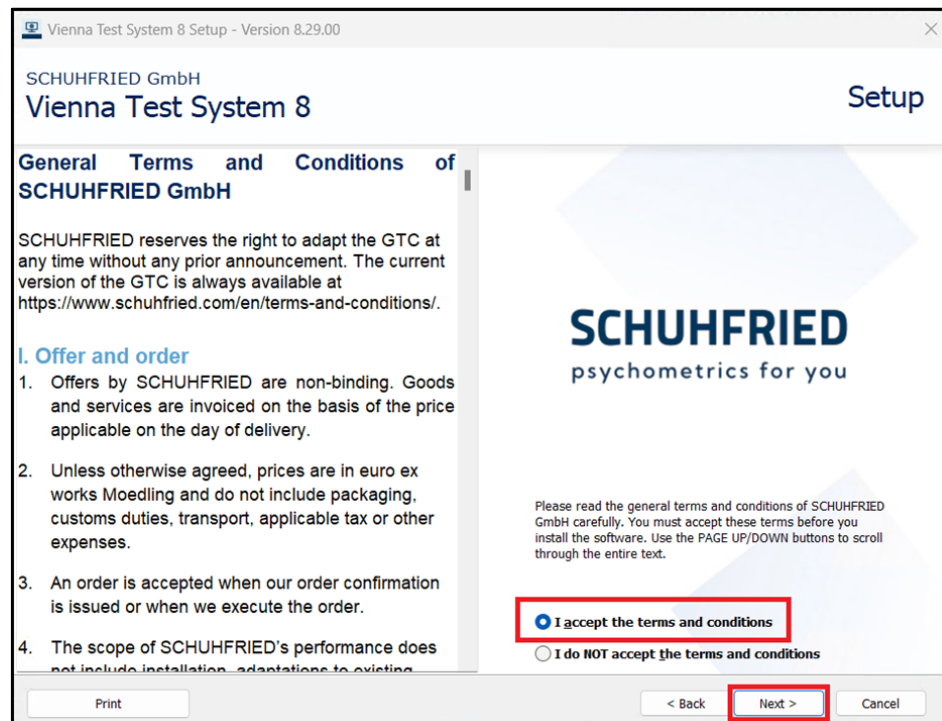 Vienna Test System 8 Setup - Version 8.29.00
SCHUHFRIED GmbH
Vienna Test System 8
Setup
General Terms and Conditions of
SCHUHFRIED GmbH
SCHUHFRIED reserves the right to adapt the GTC at
any time without any prior announcement. The current
version of the GTC is always available at
https://www.schuhfried.com/en/terms-and-conditions/.
I. Offer and order
1. Offers by SCHUHFRIED are non-binding. Goods
and services are invoiced on the basis of the price
applicable on the day of delivery.
2. Unless otherwise agreed, prices are in euro ex
works Moedling and do not include packaging,
customs duties, transport, applicable tax or other
expenses.
3. An order is accepted when our order confirmation
is issued or when we execute the order.
4. The scope of SCHUHFRIED's performance does
not include installation, adaptations to existing
SCHUHFRIED
psychometrics for you
Please read the general terms and conditions of SCHUHFRIED
GmbH carefully. You must accept these terms before you
install the software. Use the PAGE UP/DOWN buttons to scroll
through the entire text.
I accept the terms and conditions
I do NOT accept the terms and conditions
Print
< Back
Next >
Cancel